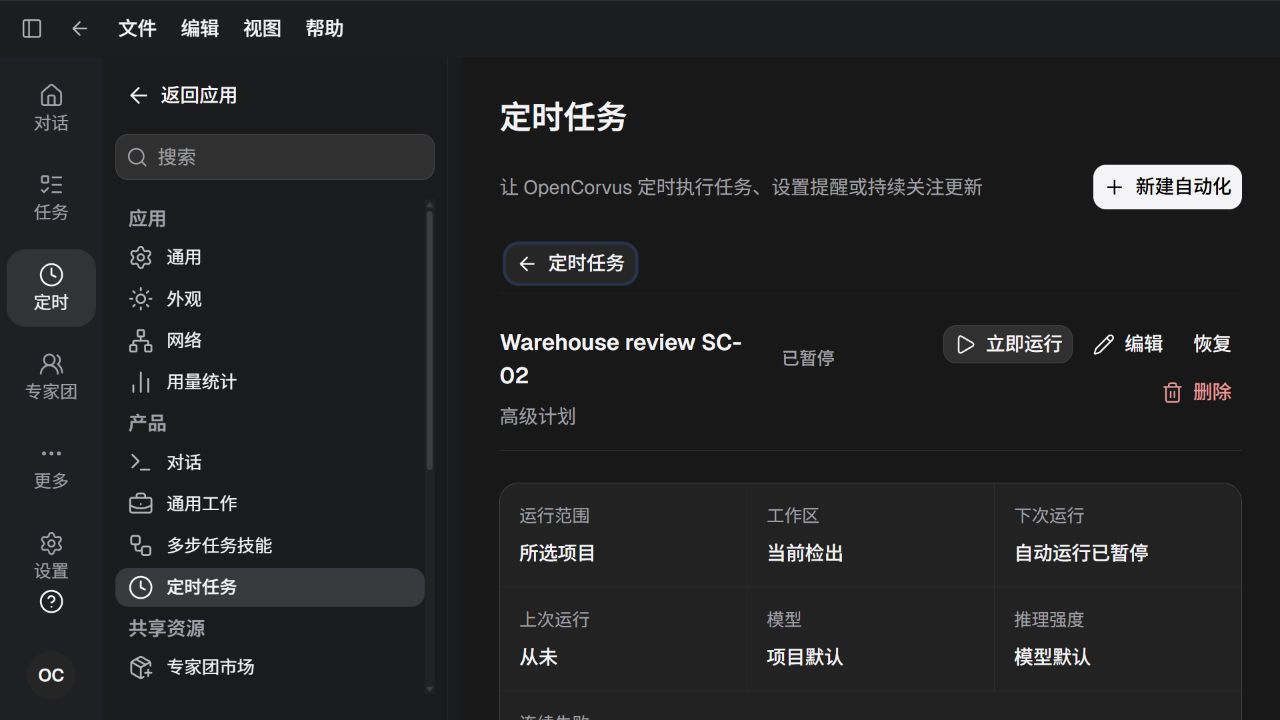 文件 编辑 视图 帮助
对话
任务
定时
专家团
更多
设置
OC
返回应用
搜索
应用
通用
外观
网络
用量统计
产品
对话
通用工作
多步任务技能
定时任务
共享资源
专家团市场
定时任务
让 OpenCorvus 定时执行任务、设置提醒或持续关注更新
新建自动化
定时任务
Warehouse review SC-
02
高级计划
已暂停
立即运行
编辑
恢复
删除
运行范围
所选项目
工作区
当前检出
下次运行
自动运行已暂停
上次运行
从未
模型
项目默认
推理强度
模型默认